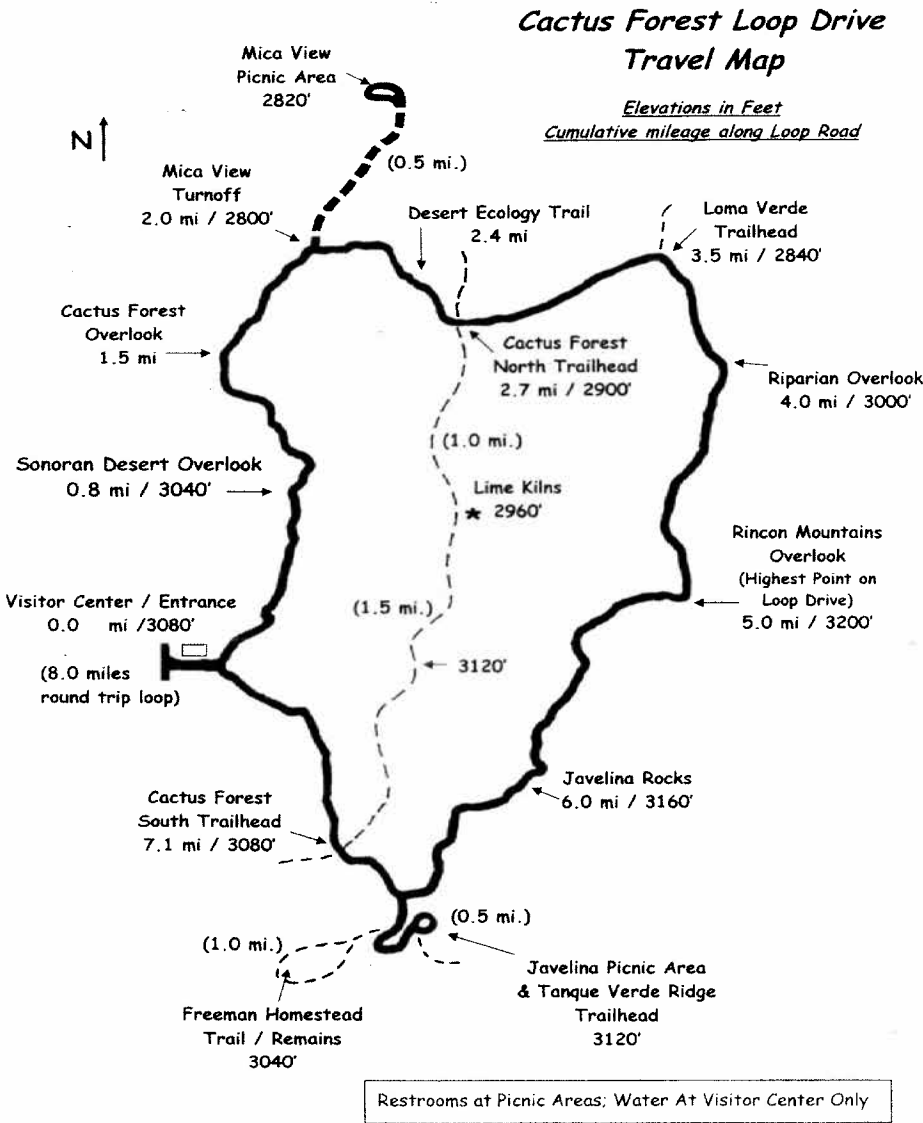 Cactus Forest Loop Drive
Travel Map
Elevations in Feet
Cumulative mileage along Loop Road
Mica View
Picnic Area
2820'
N
(0.5 mi.)
Mica View
Turnoff
2.0 mi / 2800'
Desert Ecology Trail
2.4 mi
Loma Verde
Trailhead
3.5 mi / 2840'
Cactus Forest
Overlook
1.5 mi
Cactus Forest
North Trailhead
2.7 mi / 2900'
Riparian Overlook
4.0 mi / 3000'
(1.0 mi.)
Sonoran Desert Overlook
0.8 mi / 3040'
Lime Kilns
2960'
Rincon Mountains
Overlook
(Highest Point on
Loop Drive)
5.0 mi / 3200'
Visitor Center / Entrance
0.0 mi /3080'
(8.0 miles
round trip loop)
(1.5 mi.)
3120'
Javelina Rocks
6.0 mi / 3160'
Cactus Forest
South Trailhead
7.1 mi / 3080'
(0.5 mi.)
(1.0 mi.)
Javelina Picnic Area
& Tanque Verde Ridge
Trailhead
3120'
Freeman Homestead
Trail / Remains
3040'
Restrooms at Picnic Areas; Water At Visitor Center Only